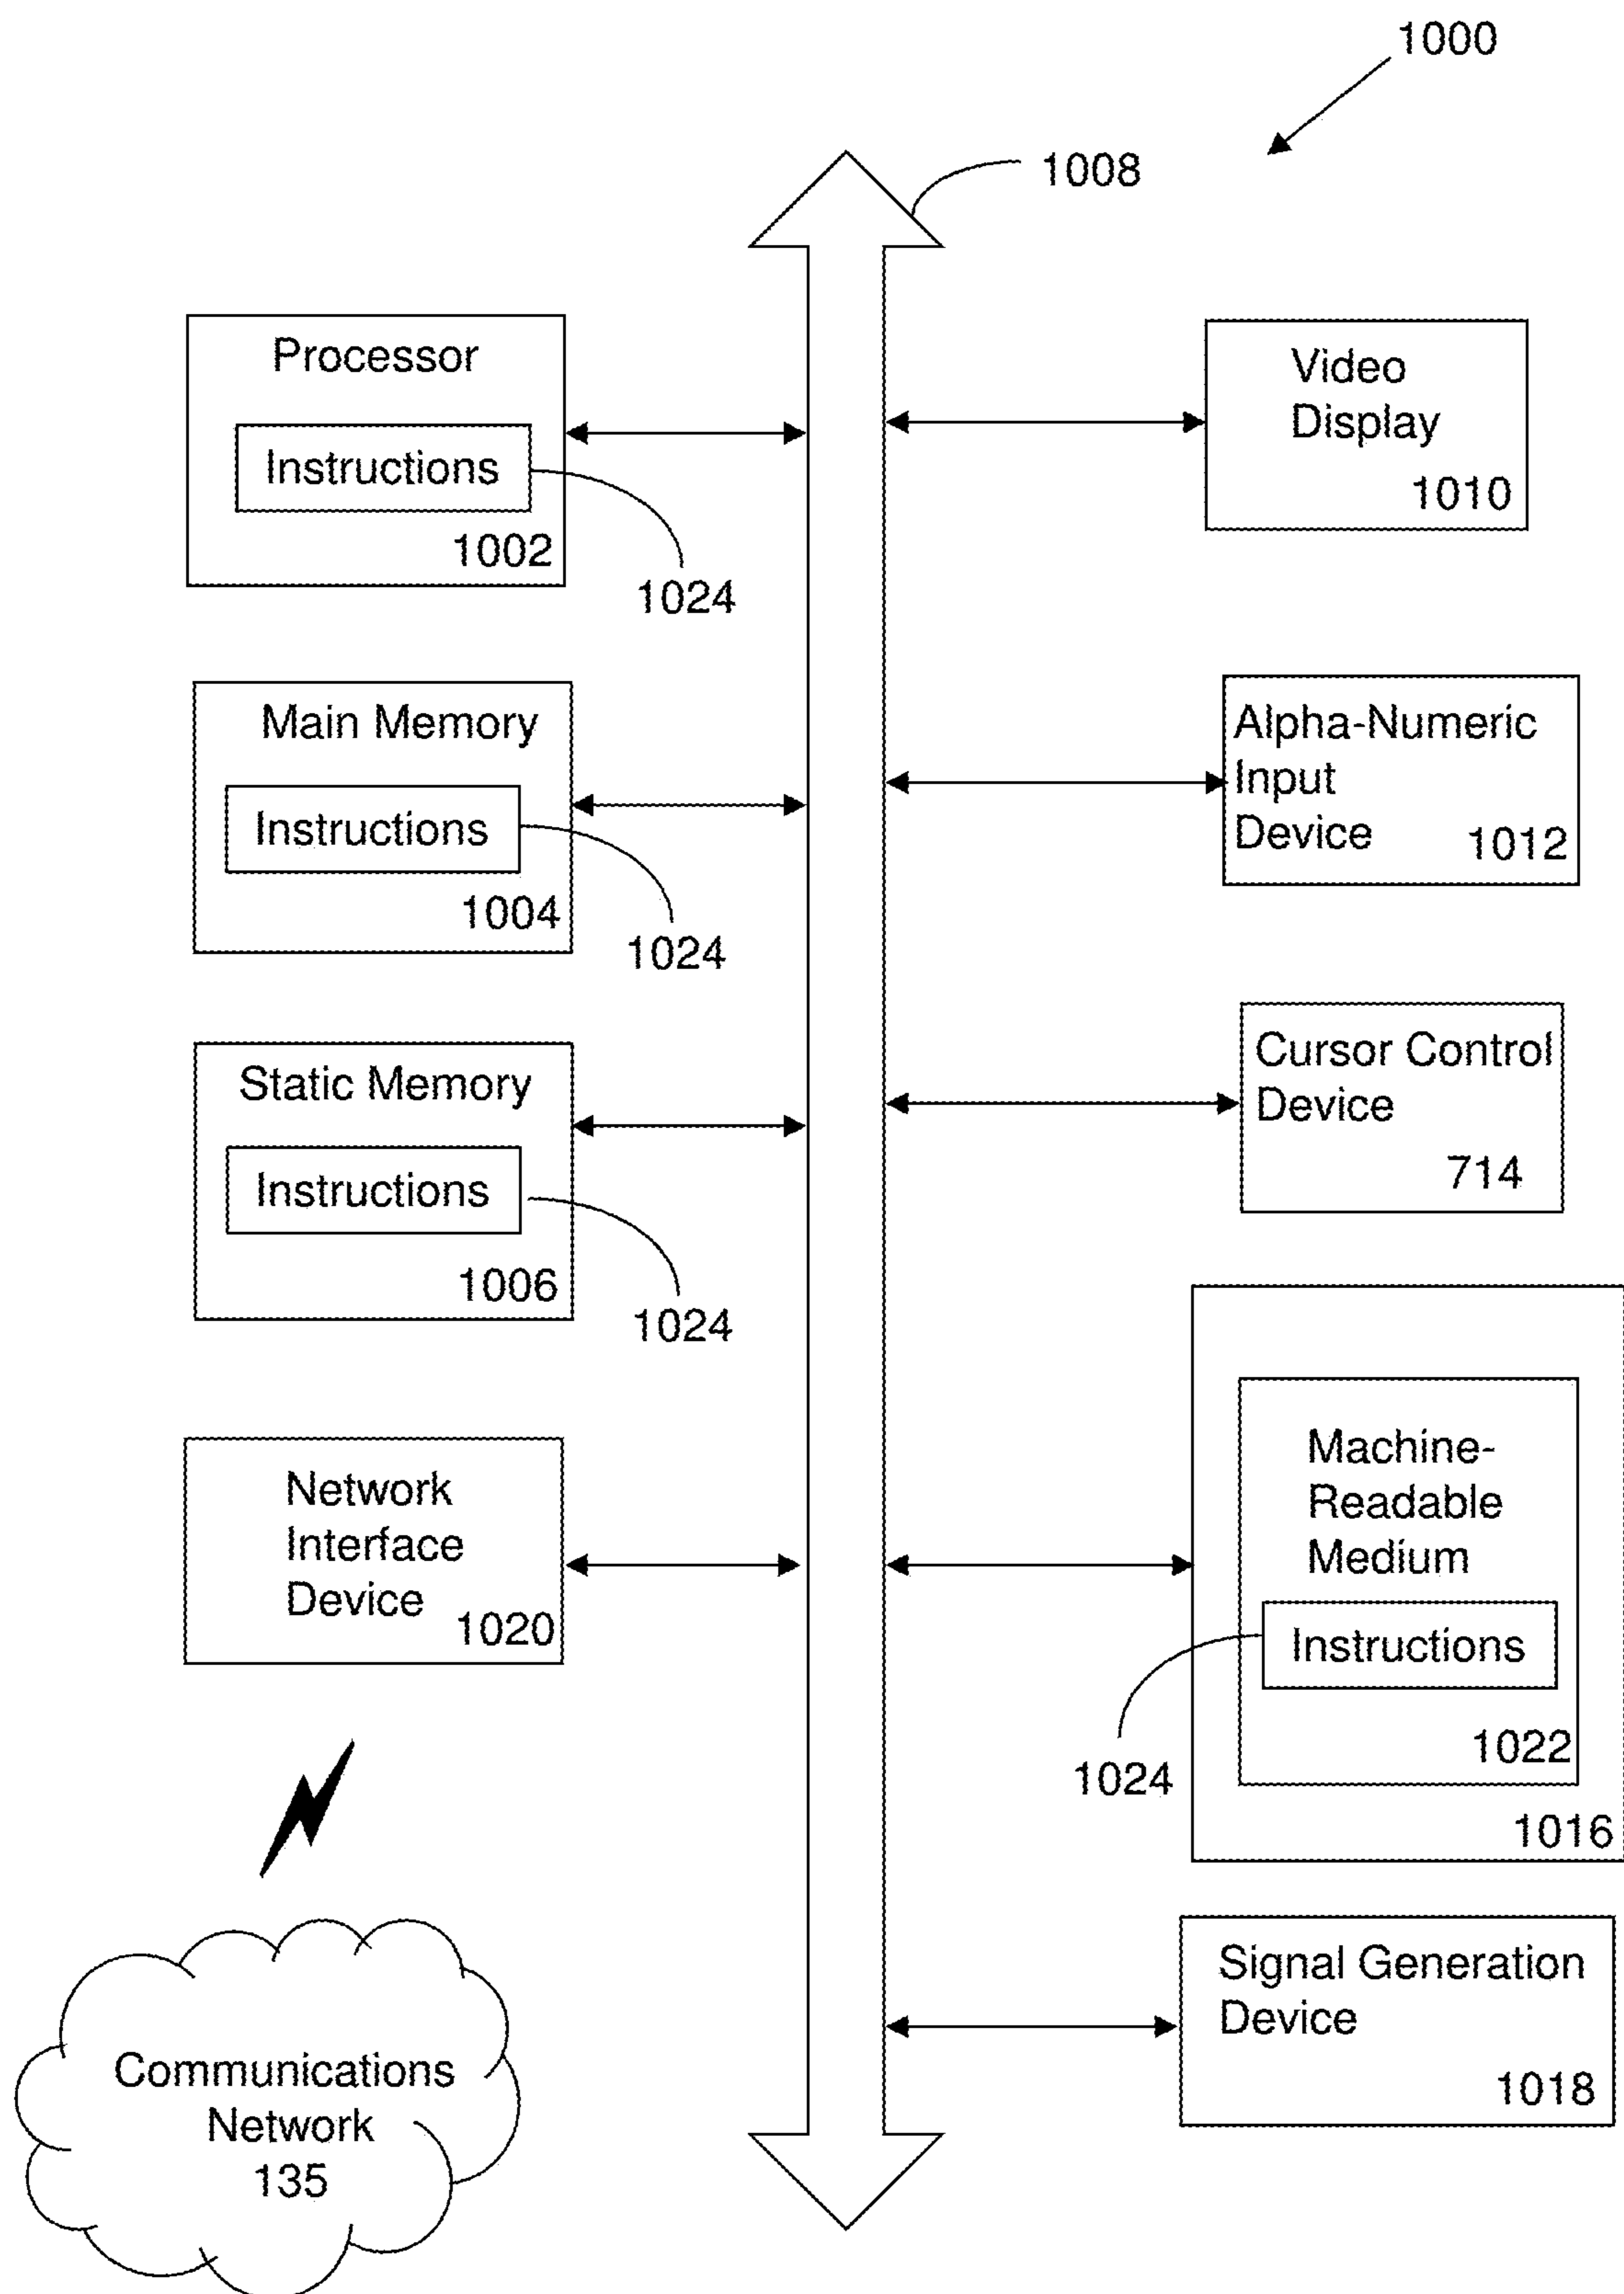 1000
1008
Processor
Instructions
1002
1024
Main Memory
Instructions
1004
1024
Static Memory
Instructions
1006
1024
Network
Interface
Device
1020
Communications
Network
135
Video
Display
1010
Alpha-Numeric
Input
Device
1012
Cursor Control
Device
714
Machine-
Readable
Medium
Instructions
1022
1024
1016
Signal Generation
Device
1018